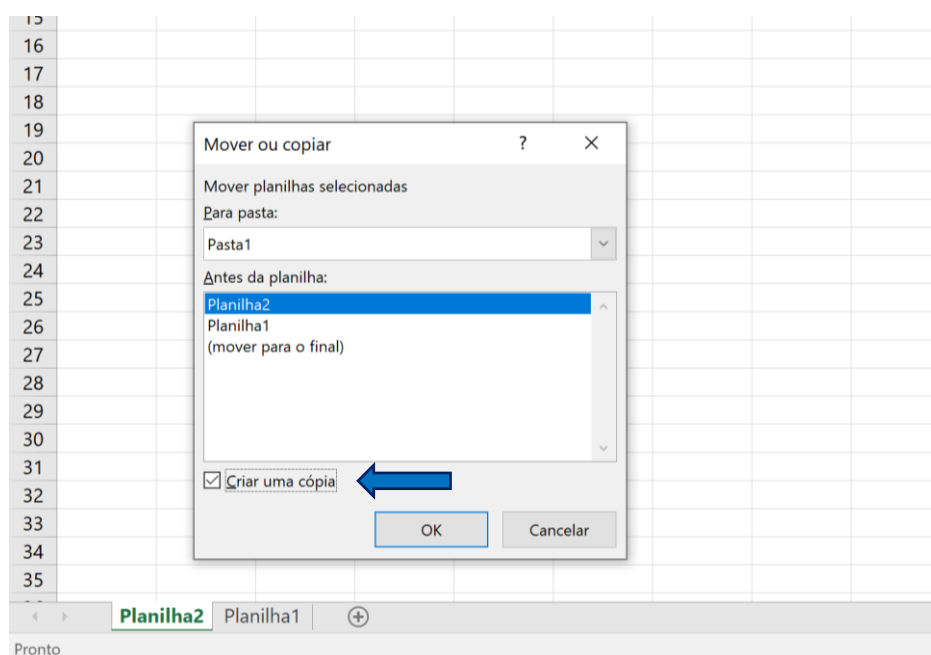 15
16
17
18
19
20
21
22
23
24
25
26
27
28
29
30
31
32
33
34
35
Mover ou copiar ?
Mover planilhas selecionadas
Para pasta:
Pasta1
Antes da planilha:
Planilha2
Planilha1
(mover para o final)
Criar uma cópia
OK Cancelar
Planilha2 Planilha1
Pronto